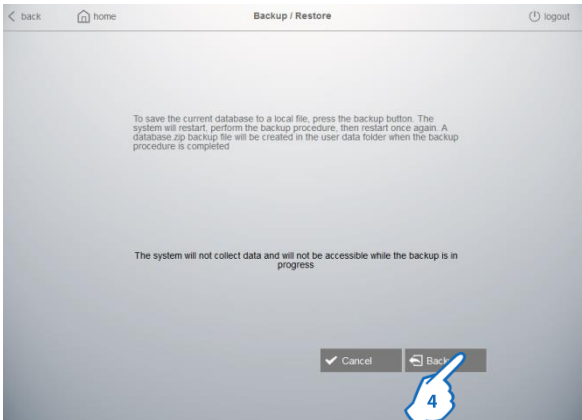 back home Backup / Restore logout
To save the current database to a local file, press the backup button. The
system will restart, perform the backup procedure, then restart once again. A
database.zip backup file will be created in the user data folder when the backup
procedure is completed
The system will not collect data and will not be accessible while the backup is in
progress
Cancel Back
4